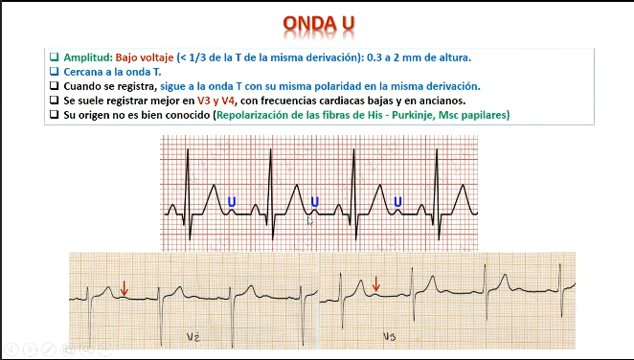 ONDA U
Amplitud: Bajo voltaje (< 1/3 de la T de la misma derivación): 0.3 a 2 mm de altura.
Cercana a la onda T.
Cuando se registra, sigue a la onda T con su misma polaridad en la misma derivación.
Se suele registrar mejor en V3 y V4, con frecuencias cardiacas bajas y en ancianos.
Su origen no es bien conocido (Repolarización de las fibras de His - Purkinje, Msc papilares)
U U U
V2 V3